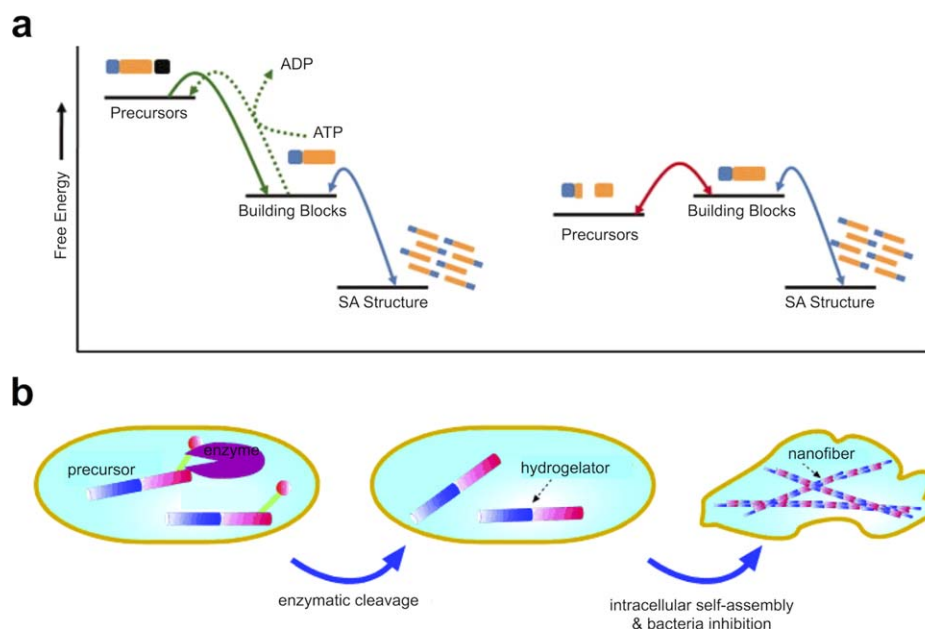 a
Free Energy
Precursors
ADP
ATP
Building Blocks
SA Structure
Precursors
Building Blocks
SA Structure
b
precursor
enzyme
hydrogelator
nanofiber
enzymatic cleavage
intracellular self-assembly
& bacteria inhibition